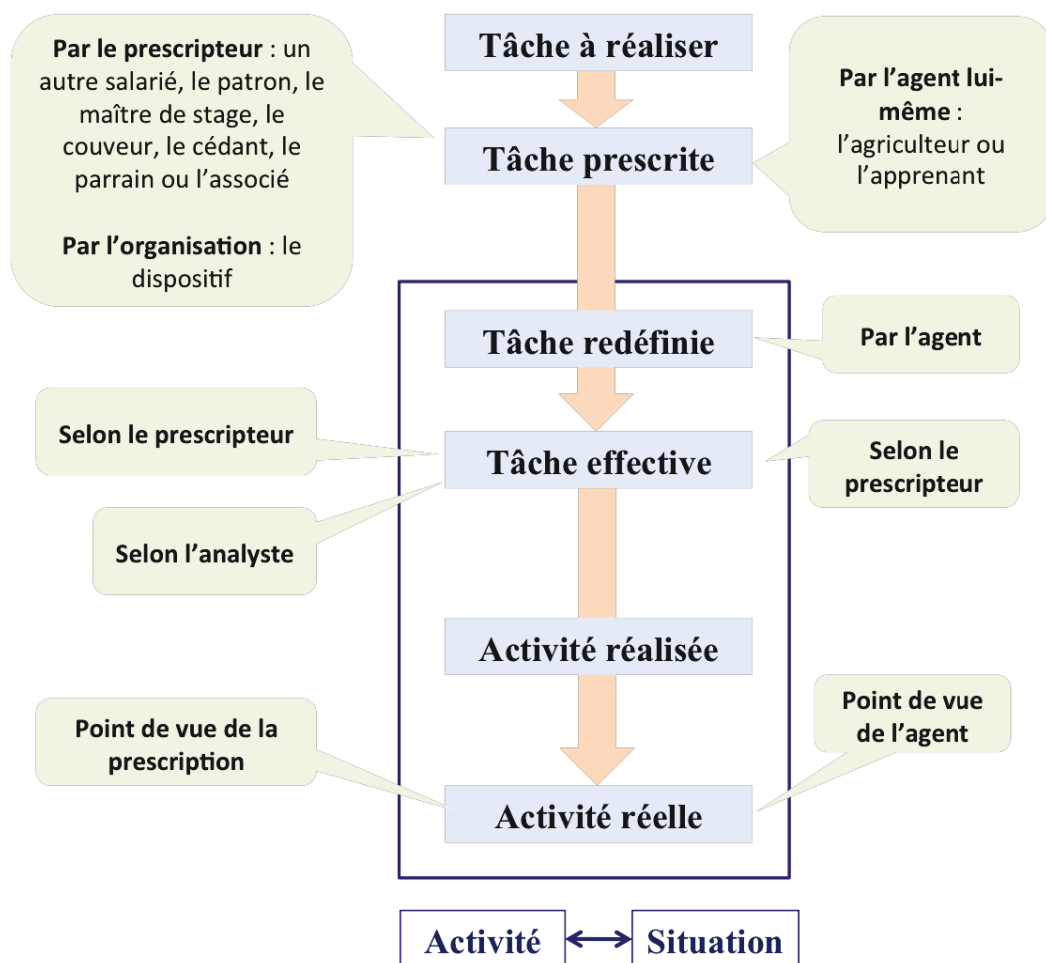 Par le prescripteur : un
autre salarié, le patron, le
maître de stage, le
couveur, le cédant, le
parrain ou l’associé
Par l’organisation : le
dispositif
Tâche à réaliser
Tâche prescrite
Par l’agent lui-
même :
l’agriculteur ou
l’apprenant
Tâche redéfinie
Par l’agent
Selon le prescripteur
Tâche effective
Selon le
prescripteur
Selon l’analyste
Activité réalisée
Point de vue de la
prescription
Point de vue
de l’agent
Activité réelle
Activité
Situation